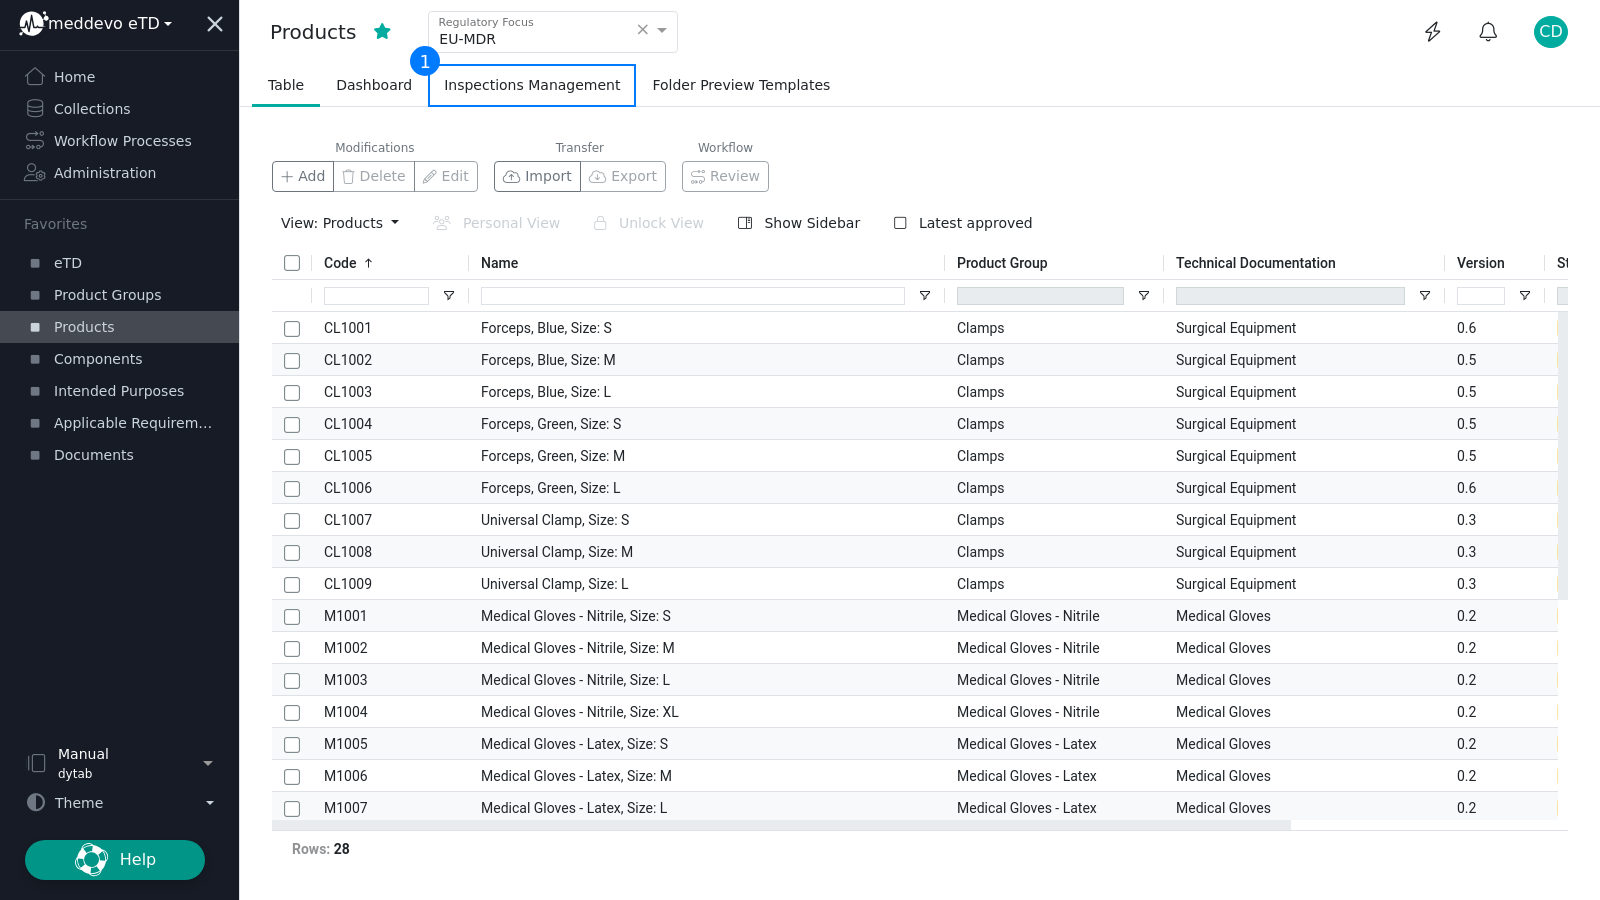 meddevo eTD
Home
Collections
Workflow Processes
Administration
Favorites
eTD
Product Groups
Products
Components
Intended Purposes
Applicable Requirem...
Documents
Manual
dytab
Theme
Help
Products
Regulatory Focus
EU-MDR
CD
1
Table Dashboard Inspections Management Folder Preview Templates
Modifications Transfer Workflow
Add Delete Edit Import Export Review
View: Products Personal View Unlock View Show Sidebar Latest approved
Code Name Product Group Technical Documentation Version
CL1001 Forceps, Blue, Size: S Clamps Surgical Equipment 0.6
CL1002 Forceps, Blue, Size: M Clamps Surgical Equipment 0.5
CL1003 Forceps, Blue, Size: L Clamps Surgical Equipment 0.5
CL1004 Forceps, Green, Size: S Clamps Surgical Equipment 0.5
CL1005 Forceps, Green, Size: M Clamps Surgical Equipment 0.5
CL1006 Forceps, Green, Size: L Clamps Surgical Equipment 0.6
CL1007 Universal Clamp, Size: S Clamps Surgical Equipment 0.3
CL1008 Universal Clamp, Size: M Clamps Surgical Equipment 0.3
CL1009 Universal Clamp, Size: L Clamps Surgical Equipment 0.3
M1001 Medical Gloves - Nitrile, Size: S Medical Gloves - Nitrile Medical Gloves 0.2
M1002 Medical Gloves - Nitrile, Size: M Medical Gloves - Nitrile Medical Gloves 0.2
M1003 Medical Gloves - Nitrile, Size: L Medical Gloves - Nitrile Medical Gloves 0.2
M1004 Medical Gloves - Nitrile, Size: XL Medical Gloves - Nitrile Medical Gloves 0.2
M1005 Medical Gloves - Latex, Size: S Medical Gloves - Latex Medical Gloves 0.2
M1006 Medical Gloves - Latex, Size: M Medical Gloves - Latex Medical Gloves 0.2
M1007 Medical Gloves - Latex, Size: L Medical Gloves - Latex Medical Gloves 0.2
Rows: 28